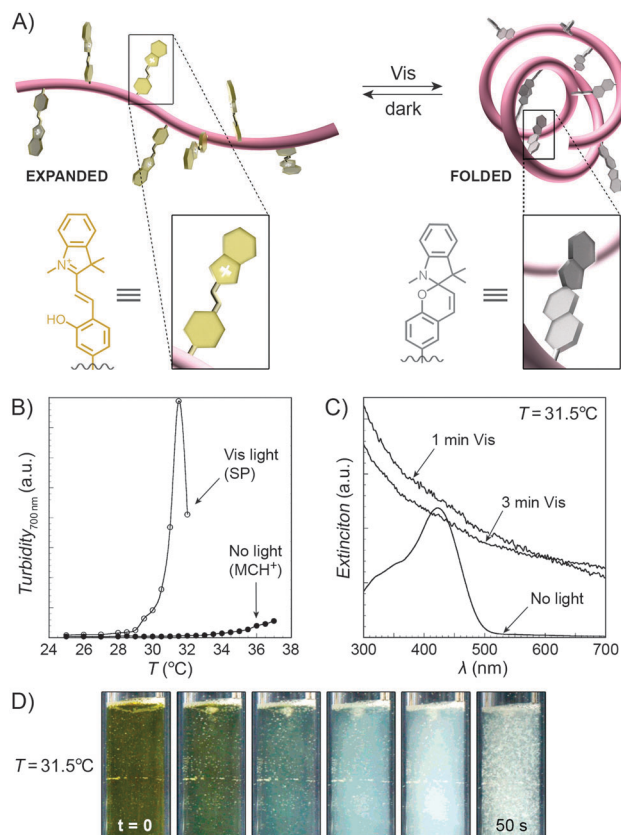 A)
Vis
dark
EXPANDED
FOLDED
N+
HO
N
O
B)
Turbidity700 nm (a.u.)
Vis light
(SP)
No light
(MCH+)
24 26 28 30 32 34 36 38
T (°C)
C)
T = 31.5°C
Extinciton (a.u.)
1 min Vis
3 min Vis
No light
300 400 500 600 700
λ (nm)
D)
T = 31.5°C
t = 0
50 s